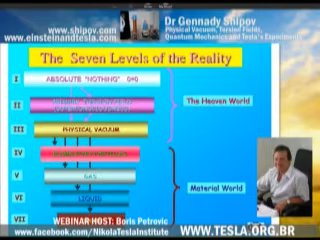 www.shipov.com
www.einsteinandtesla.com
Dr Gennady Shipov
Physical Vacuum, Torsion Fields,
Quantum Mechanics and Tesla's Experiments
The Seven Levels of the Reality
I
ABSOLUTE "NOTHING" 0≡0
II
The Heaven World
III
PHYSICAL VACUUM
IV
V
GAS
Material World
VI
LIQUID
VII
WEBINAR HOST: Boris Petrovic
www.facebook.com/NikolaTeslaInstitute
WWW.TESLA.ORG.BR